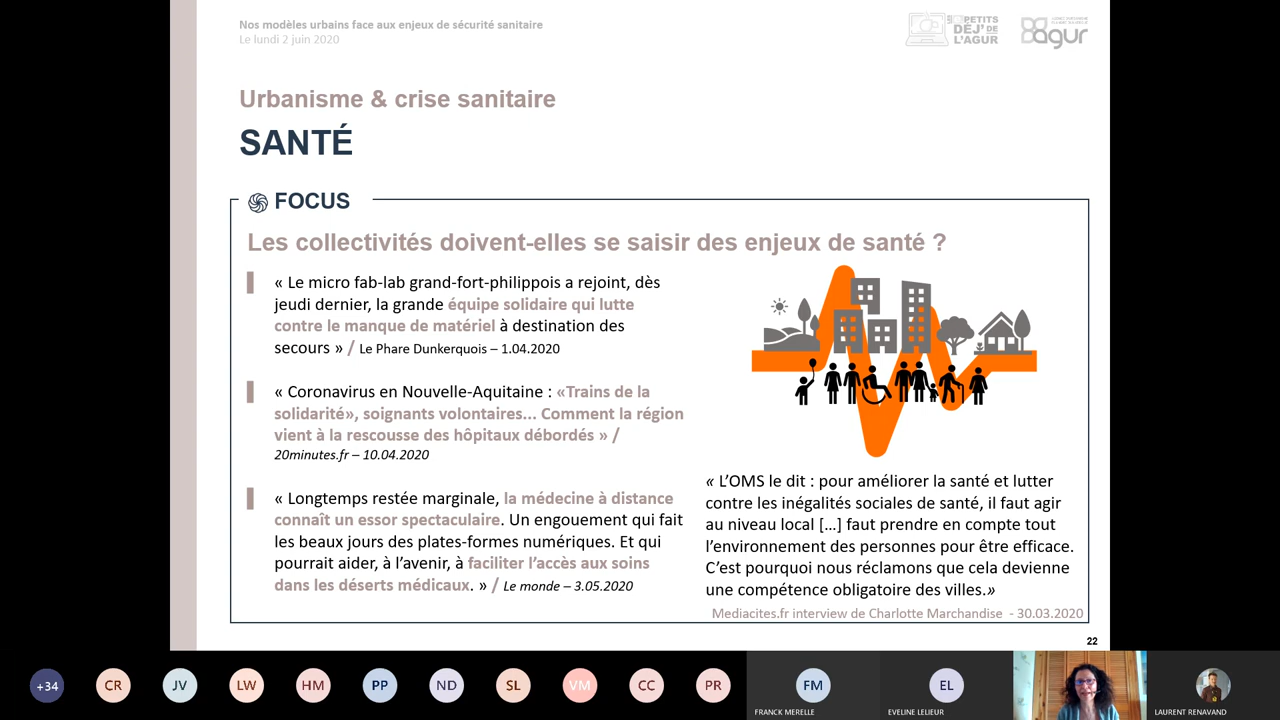 Nos modèles urbains face aux enjeux de sécurité sanitaire
Le lundi 2 juin 2020
PETITS
DÉJ' DE
L'AGUR
agur
Urbanisme & crise sanitaire
SANTÉ
FOCUS
Les collectivités doivent-elles se saisir des enjeux de santé ?
« Le micro fab-lab grand-fort-philippois a rejoint, dès
jeudi dernier, la grande équipe solidaire qui lutte
contre le manque de matériel à destination des
secours » / Le Phare Dunkerquois – 1.04.2020
« Coronavirus en Nouvelle-Aquitaine : «Trains de la
solidarité», soignants volontaires... Comment la région
vient à la rescousse des hôpitaux débordés » /
20minutes.fr – 10.04.2020
« Longtemps restée marginale, la médecine à distance
connaît un essor spectaculaire. Un engouement qui fait
les beaux jours des plates-formes numériques. Et qui
pourrait aider, à l'avenir, à faciliter l'accès aux soins
dans les déserts médicaux. » / Le monde – 3.05.2020
« L'OMS le dit : pour améliorer la santé et lutter
contre les inégalités sociales de santé, il faut agir
au niveau local […] faut prendre en compte tout
l'environnement des personnes pour être efficace.
C'est pourquoi nous réclamons que cela devienne
une compétence obligatoire des villes.»
Mediacites.fr interview de Charlotte Marchandise - 30.03.2020
22
+34
CR
JV
LW
HM
PP
ND
SL
VM
CC
PR
FM
EL
FRANCK MERELLE
EVELINE LELIEUR
LAURENT RENAVAND